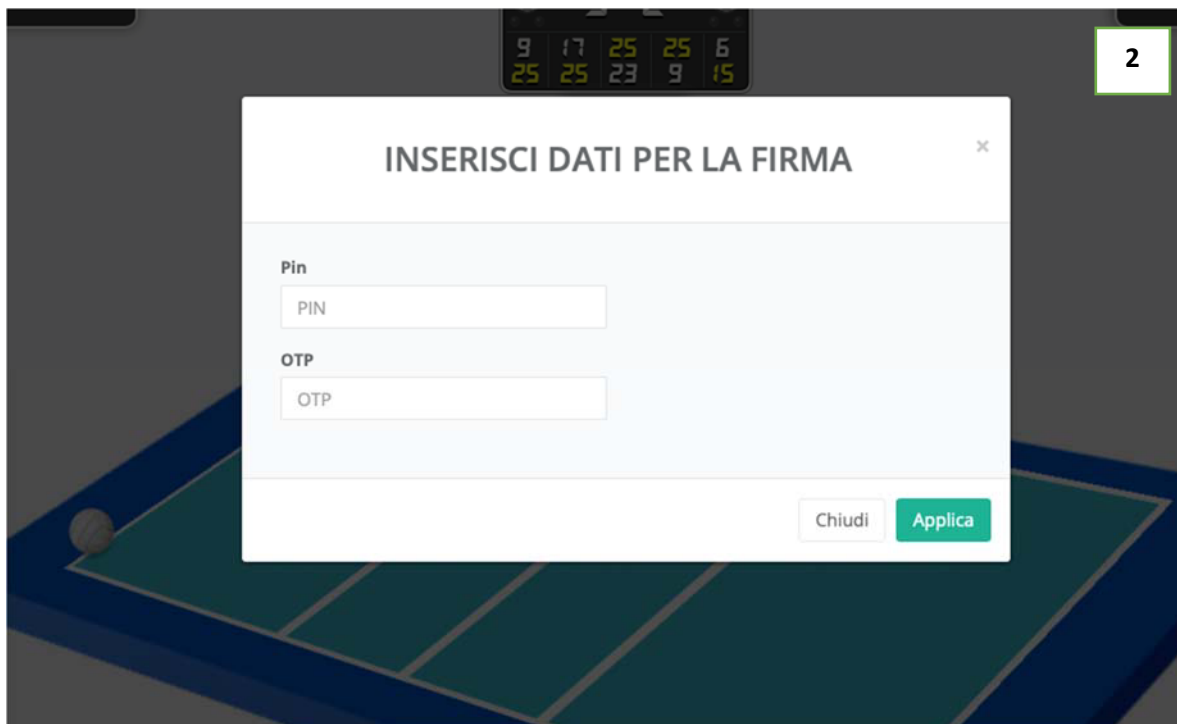 9 17 25 25 6
25 25 23 9 15
2
INSERISCI DATI PER LA FIRMA
×
Pin
PIN
OTP
OTP
Chiudi Applica